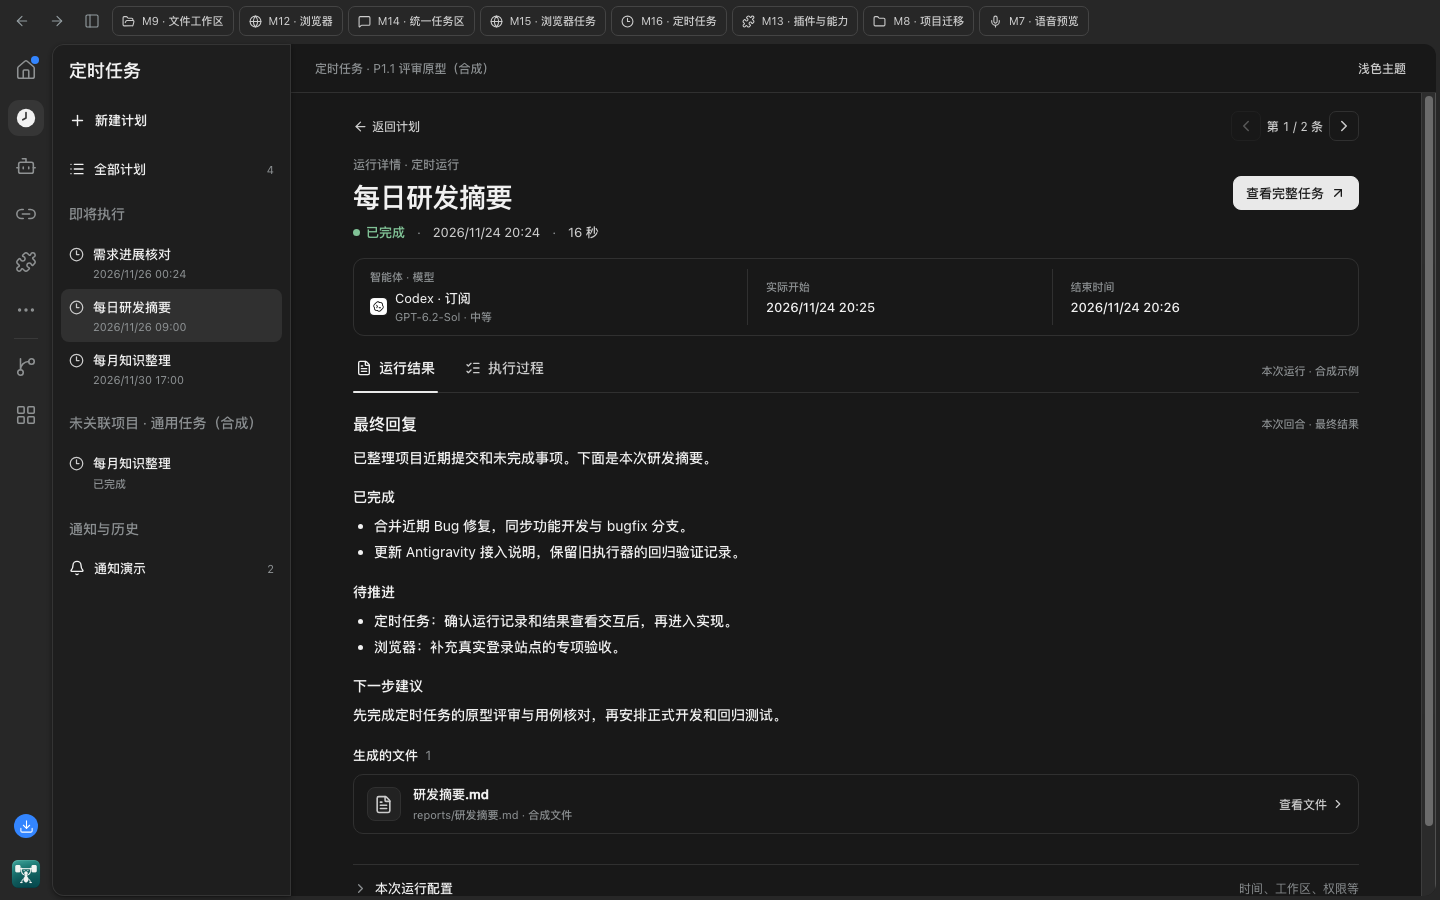 M9 · 文件工作区
M12 · 浏览器
M14 · 统一任务区
M15 · 浏览器任务
M16 · 定时任务
M13 · 插件与能力
M8 · 项目迁移
M7 · 语音预览
定时任务
新建计划
全部计划 4
即将执行
需求进展核对
2026/11/26 00:24
每日研发摘要
2026/11/26 09:00
每月知识整理
2026/11/30 17:00
未关联项目 · 通用任务（合成）
每月知识整理
已完成
通知与历史
通知演示 2
定时任务 · P1.1 评审原型（合成）
浅色主题
返回计划
第 1 / 2 条
运行详情 · 定时运行
每日研发摘要
查看完整任务
已完成 · 2026/11/24 20:24 · 16 秒
智能体 · 模型
Codex · 订阅
GPT-6.2-Sol · 中等
实际开始
2026/11/24 20:25
结束时间
2026/11/24 20:26
运行结果
执行过程
本次运行 · 合成示例
最终回复
本次回合 · 最终结果
已整理项目近期提交和未完成事项。下面是本次研发摘要。
已完成
• 合并近期 Bug 修复，同步功能开发与 bugfix 分支。
• 更新 Antigravity 接入说明，保留旧执行器的回归验证记录。
待推进
• 定时任务：确认运行记录和结果查看交互后，再进入实现。
• 浏览器：补充真实登录站点的专项验收。
下一步建议
先完成定时任务的原型评审与用例核对，再安排正式开发和回归测试。
生成的文件 1
研发摘要.md
reports/研发摘要.md · 合成文件
查看文件
本次运行配置
时间、工作区、权限等